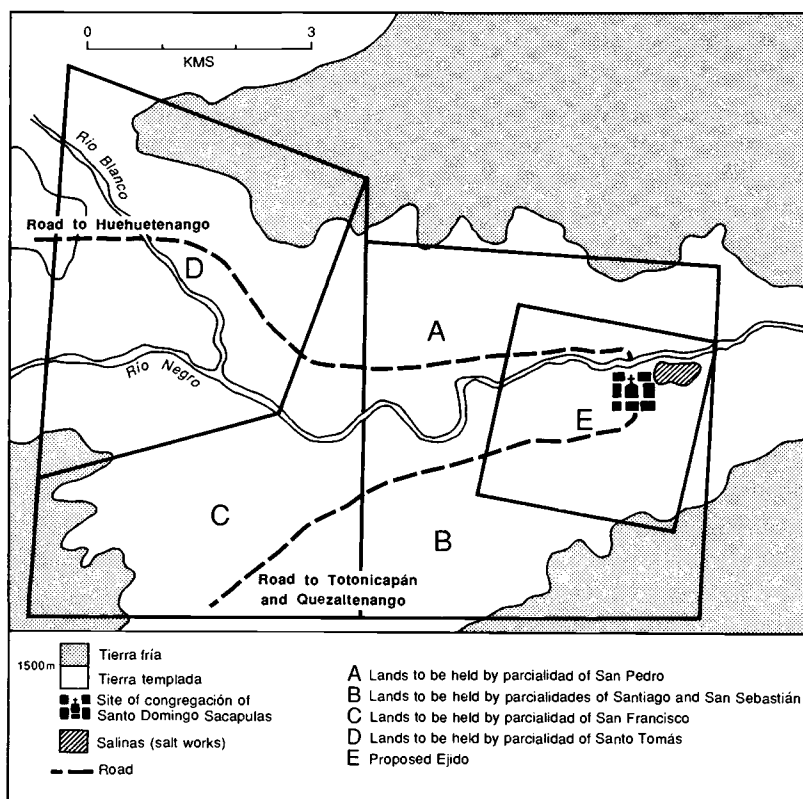 0 3
KMS
Rio Blanco
Road to Huehuetenango
D
A
Rio Negro
E
C
B
Road to Totonicapán
and Quezaltenango
1500m
Tierra fría
Tierra templada
Site of congregación of
Santo Domingo Sacapulas
Salinas (salt works)
Road
A Lands to be held by parcialidad of San Pedro
B Lands to be held by parcialidades of Santiago and San Sebastián
C Lands to be held by parcialidad of San Francisco
D Lands to be held by parcialidad of Santo Tomás
E Proposed Ejido